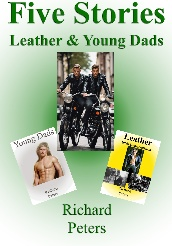 Five Stories
Leather & Young Dads
Young Dads
Leather
Richard
Peters